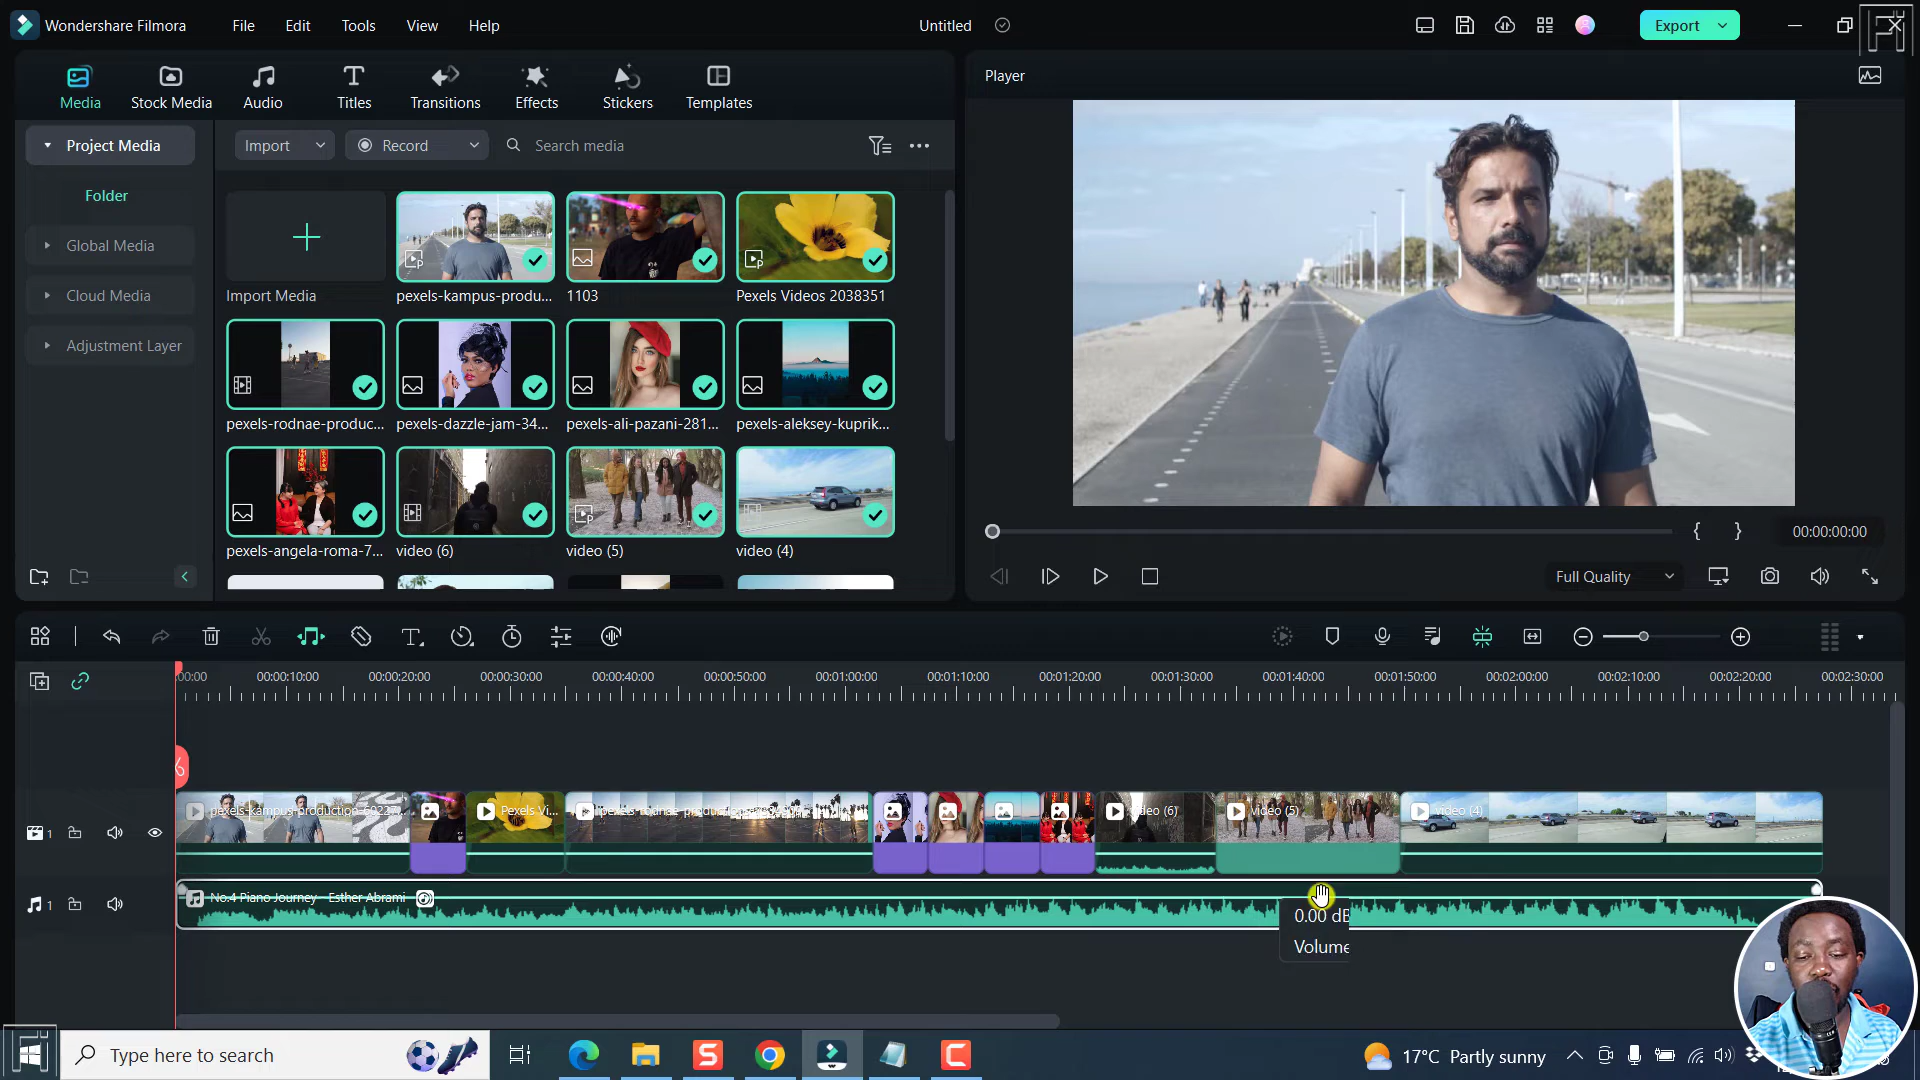 Wondershare Filmora
File
Edit
Tools
View
Help
Untitled
Export
Media
Stock Media
Audio
Titles
Transitions
Effects
Stickers
Templates
Player
Project Media
Import
Record
Search media
Folder
Global Media
Cloud Media
Adjustment Layer
Import Media
pexels-kampus-produ...
1103
Pexels Videos 2038351
pexels-rodnae-produc...
pexels-dazzle-jam-34...
pexels-ali-pazani-281...
pexels-aleksey-kuprik...
pexels-angela-roma-7...
video (6)
video (5)
video (4)
{ }
00:00:00:00
Full Quality
:00:00
00:00:10:00
00:00:20:00
00:00:30:00
00:00:40:00
00:00:50:00
00:01:00:00
00:01:10:00
00:01:20:00
00:01:30:00
00:01:40:00
00:01:50:00
00:02:00:00
00:02:10:00
00:02:20:00
00:02:30:00
1
Pexels Vi...
video (6)
video (5)
video (4)
1
No.4 Piano Journey - Esther Abrami
0.00 dB
Volume
Type here to search
17°C Partly sunny